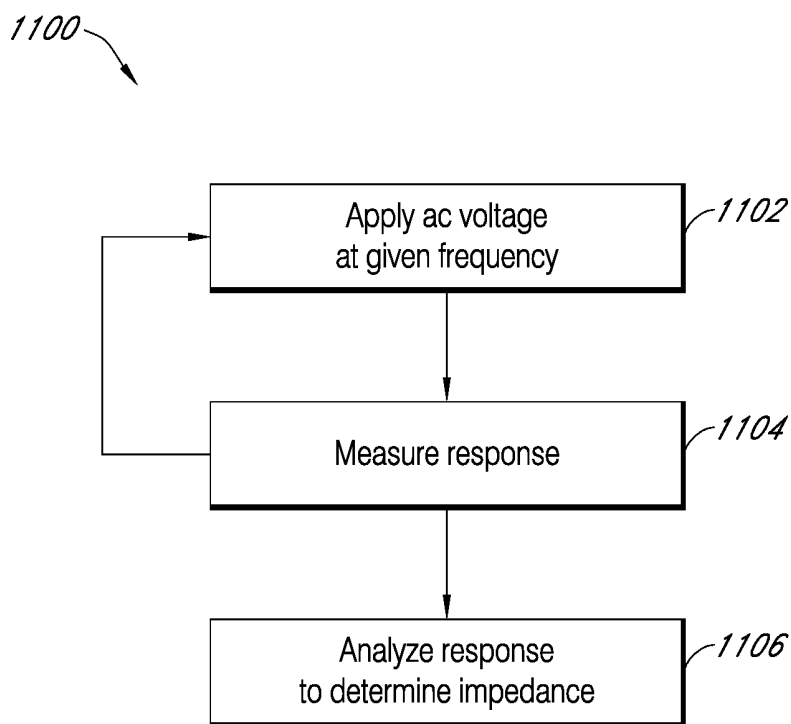 1100
Apply ac voltage
at given frequency
1102
Measure response
1104
Analyze response
to determine impedance
1106